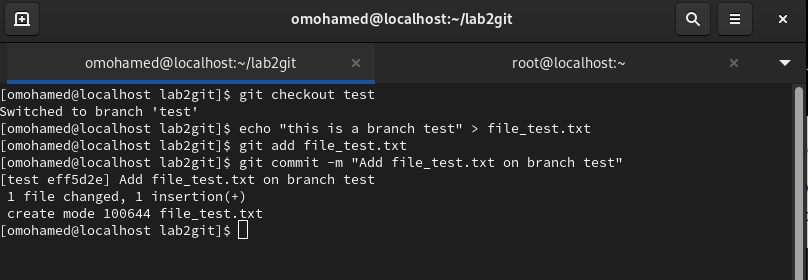 omohamed@localhost:~/lab2git
omohamed@localhost:~/lab2git
root@localhost:~
[omohamed@localhost lab2git]$ git checkout test
Switched to branch 'test'
[omohamed@localhost lab2git]$ echo "this is a branch test" > file_test.txt
[omohamed@localhost lab2git]$ git add file_test.txt
[omohamed@localhost lab2git]$ git commit -m "Add file_test.txt on branch test"
[test eff5d2e] Add file_test.txt on branch test
 1 file changed, 1 insertion(+)
 create mode 100644 file_test.txt
[omohamed@localhost lab2git]$